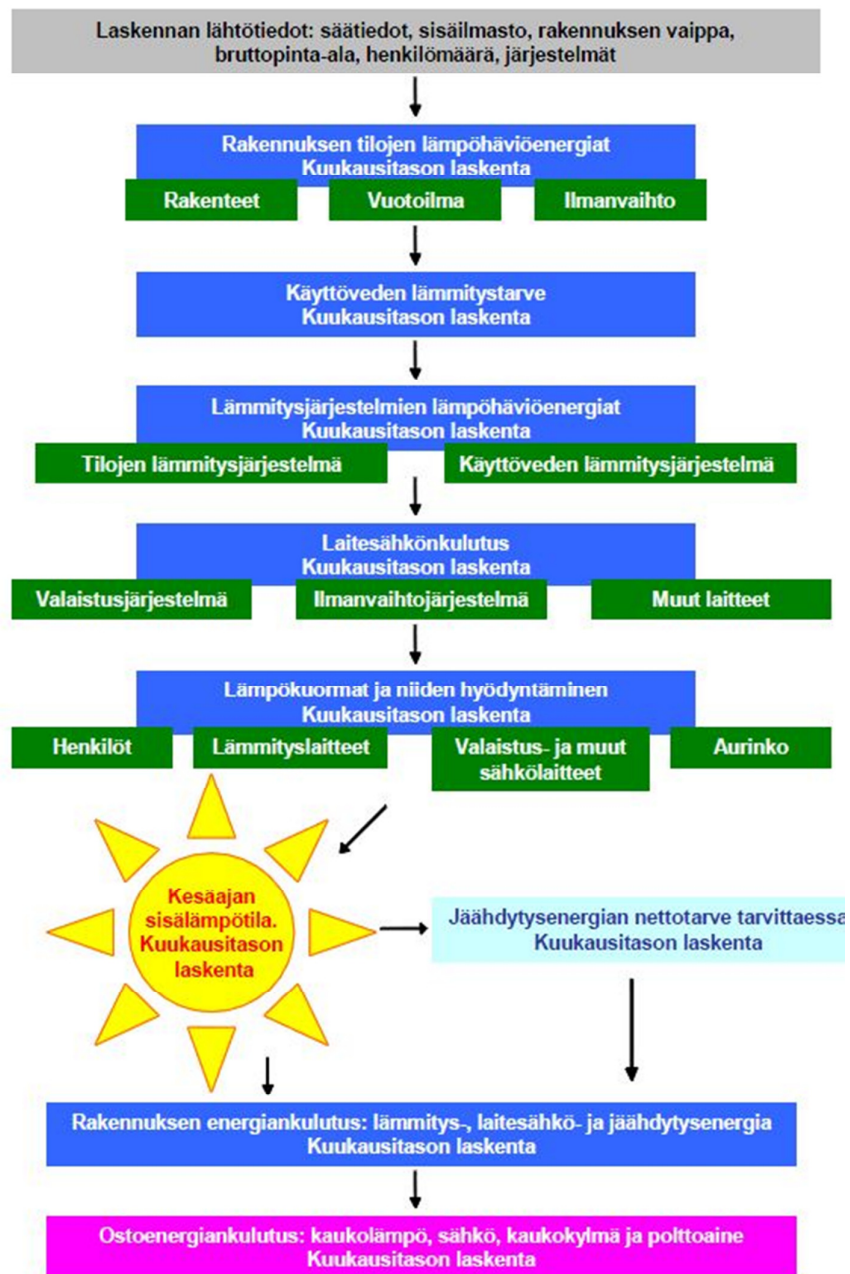 Laskennan lähtötiedot: säätiedot, sisäilmasto, rakennuksen vaippa,
bruttopinta-ala, henkilömäärä, järjestelmät
Rakennuksen tilojen lämpöhäviöenergiat
Kuukausitason laskenta
Rakenteet
Vuotoilma
Ilmanvaihto
Käyttöveden lämmitystarve
Kuukausitason laskenta
Lämmitysjärjestelmien lämpöhäviöenergiat
Kuukausitason laskenta
Tilojen lämmitysjärjestelmä
Käyttöveden lämmitysjärjestelmä
Laitesähkönkulutus
Kuukausitason laskenta
Valaistusjärjestelmä
Ilmanvaihtojärjestelmä
Muut laitteet
Lämpökuormat ja niiden hyödyntäminen
Kuukausitason laskenta
Henkilöt
Lämmityslaitteet
Valaistus- ja muut
sähkölaitteet
Aurinko
Kesäajan
sisälämpötila.
Kuukausitason
laskenta
Jäähdytysenergian nettotarve tarvittaessa
Kuukausitason laskenta
Rakennuksen energiankulutus: lämmitys-, laitesähkö- ja jäähdytysenergia
Kuukausitason laskenta
Ostoenergiankulutus: kaukolämpö, sähkö, kaukokylmä ja polttoaine
Kuukausitason laskenta